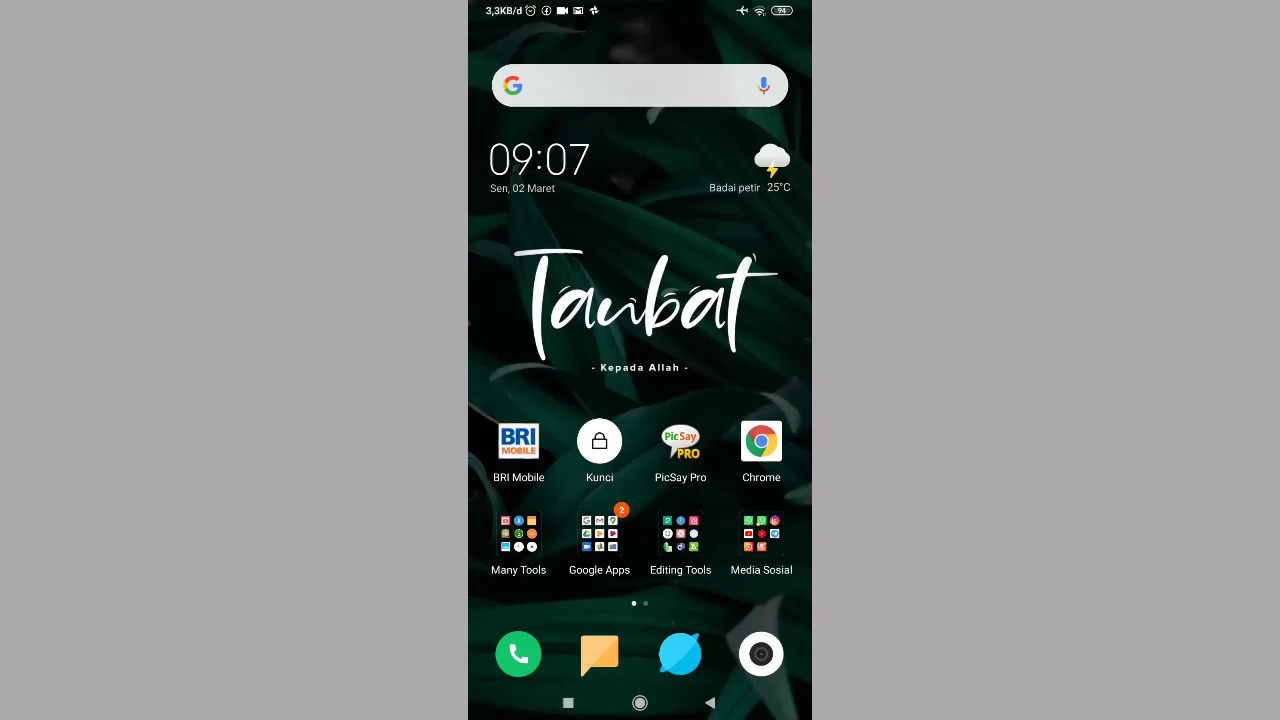 3,3KB/d 94
09:07
Sen, 02 Maret
Badai petir 25°C
Taubat
- Kepada Allah -
BRI
MOBILE
PicSay
PRO
BRI Mobile Kunci PicSay Pro Chrome
2
Many Tools Google Apps Editing Tools Media Sosial